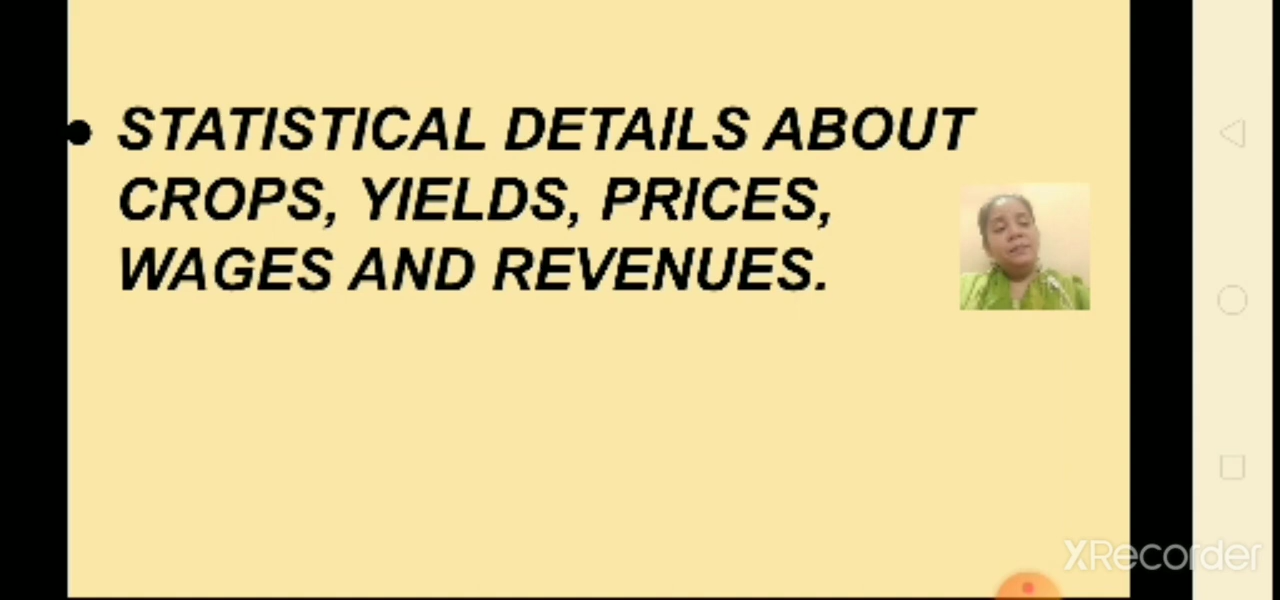 • STATISTICAL DETAILS ABOUT
CROPS, YIELDS, PRICES,
WAGES AND REVENUES.
XRecorder